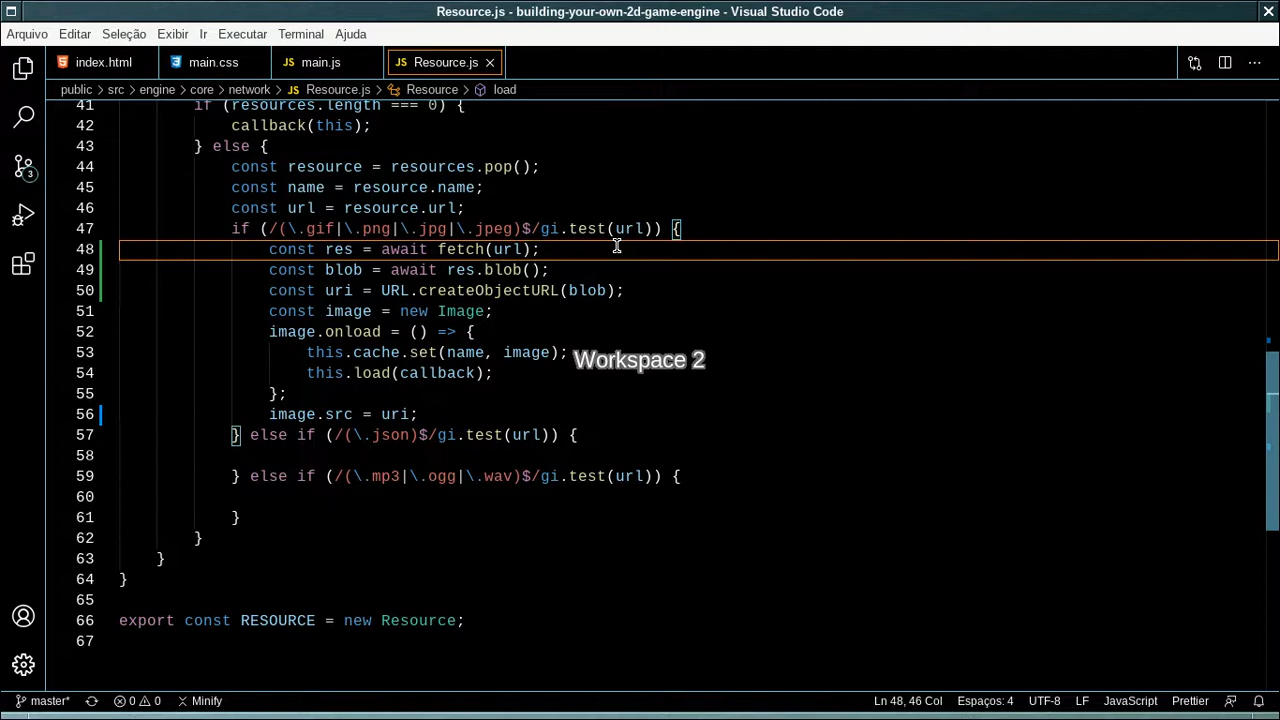 Resource.js - building-your-own-2d-game-engine - Visual Studio Code
Arquivo Editar Seleção Exibir Ir Executar Terminal Ajuda
index.html main.css JS main.js JS Resource.js
public > src > engine > core > network > JS Resource.js > Resource > load
41 if (resources.length === 0) {
42 callback(this);
43 } else {
44 const resource = resources.pop();
45 const name = resource.name;
46 const url = resource.url;
47 if (/(\.gif|\.png|\.jpg|\.jpeg)$/gi.test(url)) {
48 const res = await fetch(url);
49 const blob = await res.blob();
50 const uri = URL.createObjectURL(blob);
51 const image = new Image;
52 image.onload = () => {
53 this.cache.set(name, image);
Workspace 2
54 this.load(callback);
55 };
56 image.src = uri;
57 } else if (/(\.json)$/gi.test(url)) {
58
59 } else if (/(\.mp3|\.ogg|\.wav)$/gi.test(url)) {
60
61 }
62 }
63 }
64 }
65
66 export const RESOURCE = new Resource;
67
3
master* 0 0 Minify Ln 48, 46 Col Espaços: 4 UTF-8 LF JavaScript Prettier